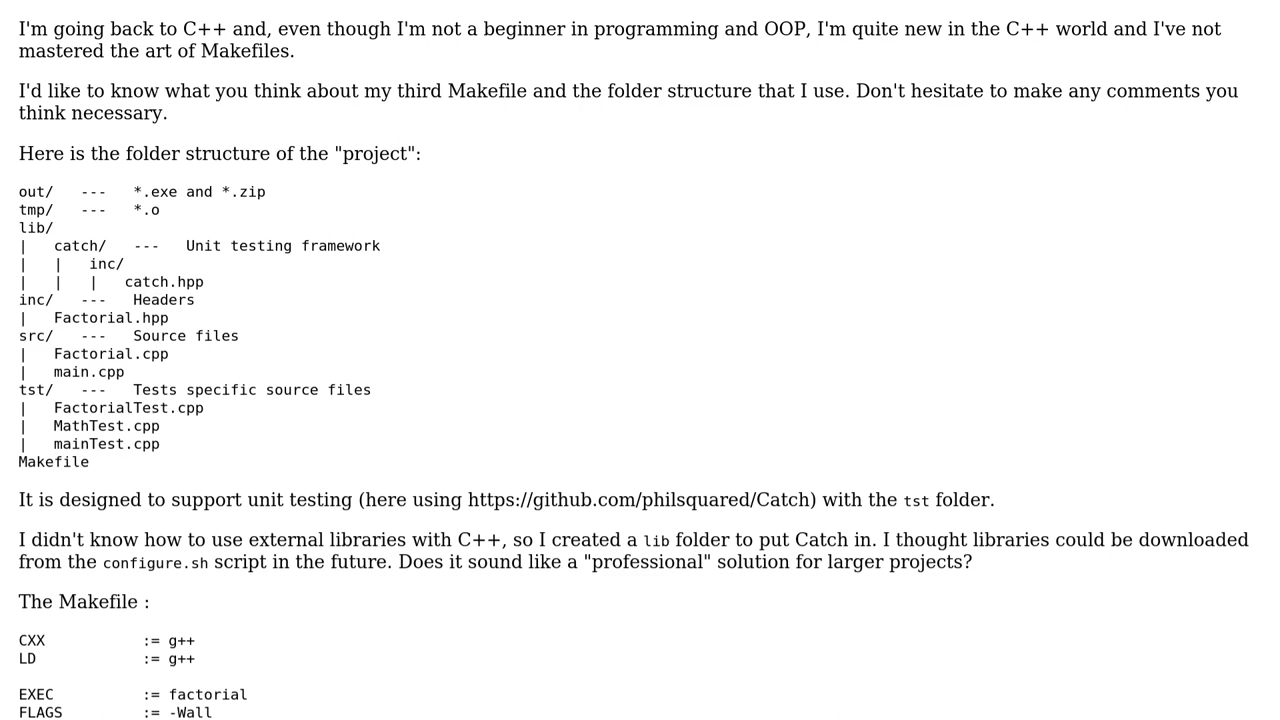 I'm going back to C++ and, even though I'm not a beginner in programming and OOP, I'm quite new in the C++ world and I've not
mastered the art of Makefiles.
I'd like to know what you think about my third Makefile and the folder structure that I use. Don't hesitate to make any comments you
think necessary.
Here is the folder structure of the "project":
out/   ---   *.exe and *.zip
tmp/   ---   *.o
lib/
|   catch/   ---   Unit testing framework
|   |   inc/
|   |   |   catch.hpp
inc/   ---   Headers
|   Factorial.hpp
src/   ---   Source files
|   Factorial.cpp
|   main.cpp
tst/   ---   Tests specific source files
|   FactorialTest.cpp
|   MathTest.cpp
|   mainTest.cpp
Makefile
It is designed to support unit testing (here using https://github.com/philsquared/Catch) with the tst folder.
I didn't know how to use external libraries with C++, so I created a lib folder to put Catch in. I thought libraries could be downloaded
from the configure.sh script in the future. Does it sound like a "professional" solution for larger projects?
The Makefile :
CXX           := g++
LD            := g++
EXEC          := factorial
FLAGS         := -Wall